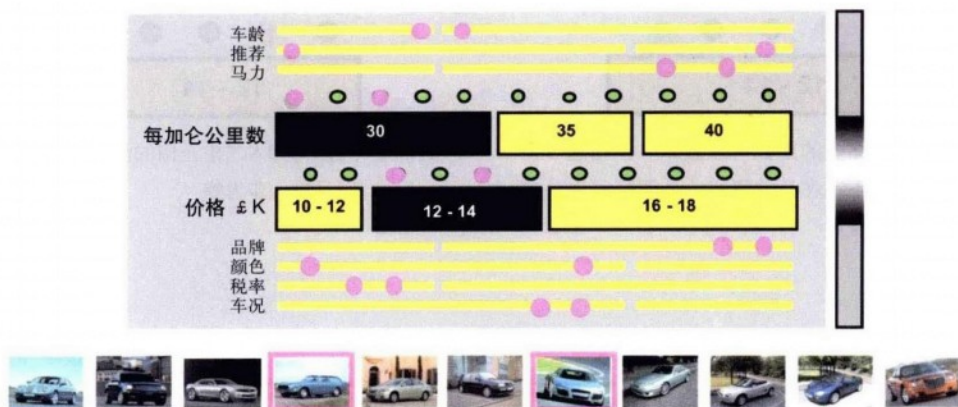 车龄
推荐
马力
每加仑公里数 30 35 40
价格 £K 10 - 12 12 - 14 16 - 18
品牌
颜色
税率
车况